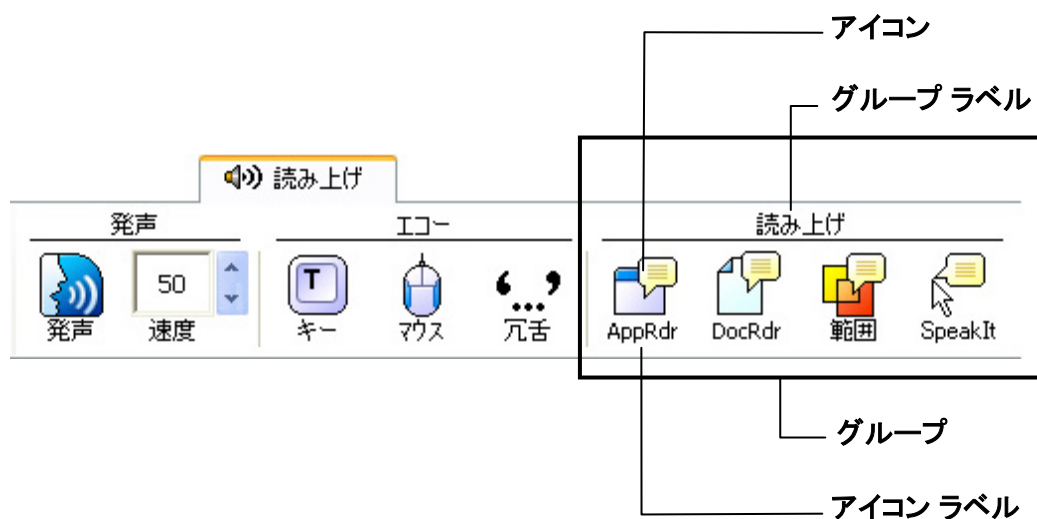 アイコン
グループ ラベル
読み上げ
発声 エコー 読み上げ
50
T
発声 速度 キー マウス 冗舌 AppRdr DocRdr 範囲 SpeakIt
グループ
アイコン ラベル